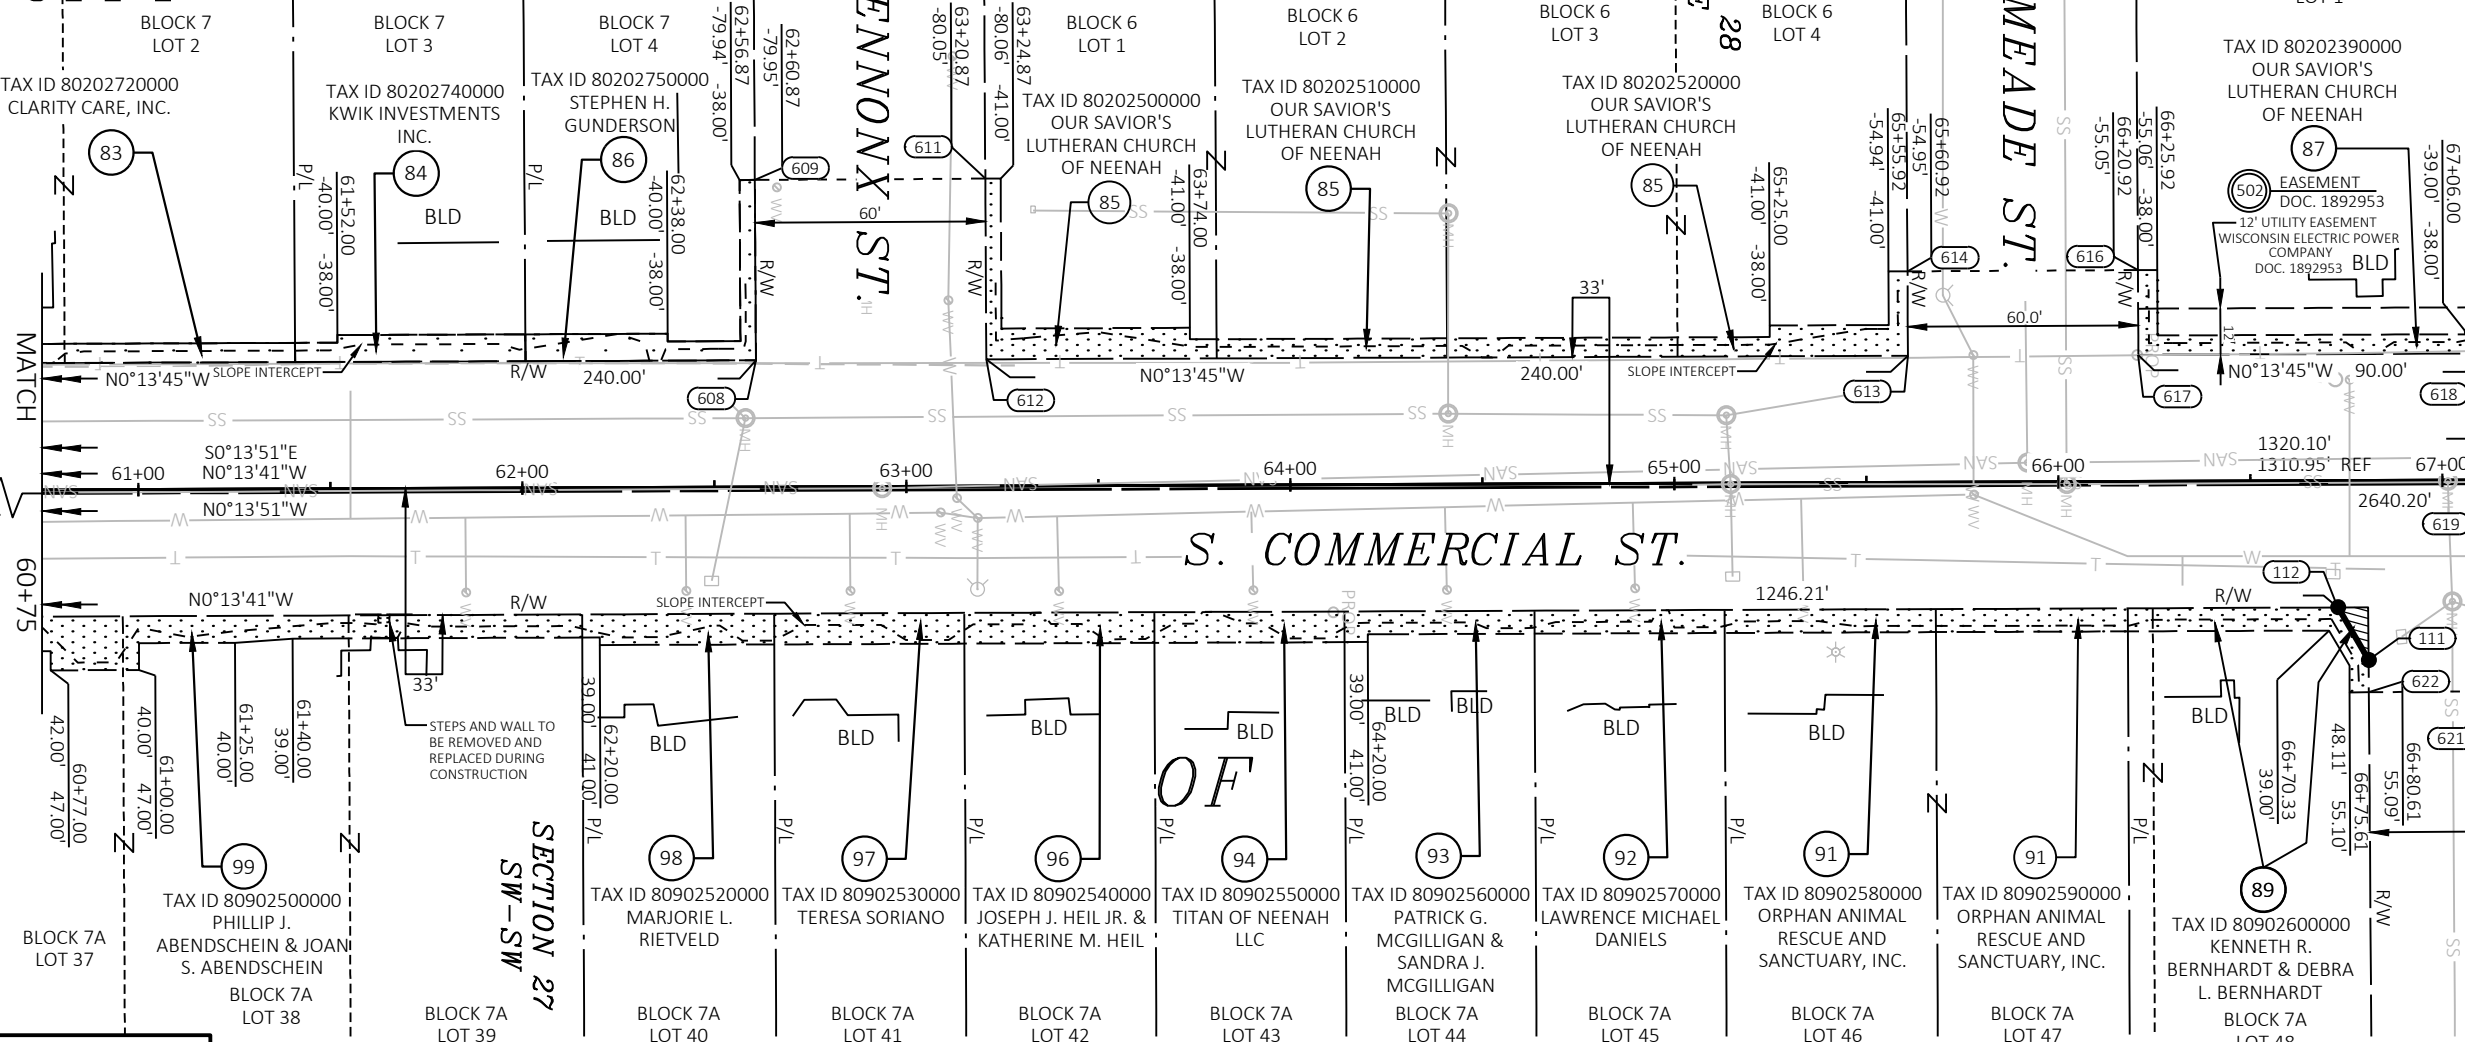 BLOCK 7
LOT 2
BLOCK 7
LOT 3
BLOCK 7
LOT 4
BLOCK 6
LOT 1
BLOCK 6
LOT 2
BLOCK 6
LOT 3
BLOCK 6
LOT 4
LOT 1
28
TAX ID 80202720000
CLARITY CARE, INC.
83
TAX ID 80202740000
KWIK INVESTMENTS
INC.
84
TAX ID 80202750000
STEPHEN H.
GUNDERSON
86
TAX ID 80202500000
OUR SAVIOR'S
LUTHERAN CHURCH
OF NEENAH
85
TAX ID 80202510000
OUR SAVIOR'S
LUTHERAN CHURCH
OF NEENAH
85
TAX ID 80202520000
OUR SAVIOR'S
LUTHERAN CHURCH
OF NEENAH
85
TAX ID 80202390000
OUR SAVIOR'S
LUTHERAN CHURCH
OF NEENAH
87
502
EASEMENT
DOC. 1892953
12' UTILITY EASEMENT
WISCONSIN ELECTRIC POWER
COMPANY
DOC. 1892953
BLD
12'
P/L
61+52.00
-40.00' -38.00'
BLD
P/L
BLD
62+38.00
-40.00' -38.00'
62+56.87
-79.94' -38.00'
62+60.87
-79.95'
609
R/W
60'
ENNONX ST.
611
63+20.87
-80.05'
63+24.87
-80.06' -41.00'
R/W
63+74.00
-41.00' -38.00'
33'
65+25.00
-41.00' -38.00'
65+55.92
-54.94' -41.00'
65+60.92
-54.95'
614
R/W
60.0'
MEADE ST.
616
66+20.92
-55.05'
66+25.92
-55.06' -38.00'
R/W
67+06.00
-39.00' -38.00'
MATCH
60+75
N0°13'45"W
SLOPE INTERCEPT
R/W
240.00'
608
612
N0°13'45"W
240.00'
SLOPE INTERCEPT
613
617
N0°13'45"W
90.00'
618
SS SS SS SS SS SS
MH
S0°13'51"E
N0°13'41"W
61+00
62+00
63+00
64+00
65+00
66+00
67+00
1320.10'
1310.95' REF
2640.20'
619
N0°13'51"W
SAN SAN SAN SAN SAN
S. COMMERCIAL ST.
N0°13'41"W
R/W
SLOPE INTERCEPT
PROP
1246.21'
R/W
112
111
622
621
33'
STEPS AND WALL TO
BE REMOVED AND
REPLACED DURING
CONSTRUCTION
60+77.00
42.00' 47.00'
61+00.00
40.00' 47.00'
61+25.00
40.00'
61+40.00
39.00'
62+20.00
39.00' 41.00'
64+20.00
39.00' 41.00'
66+70.33
39.00'
66+75.61
48.11' 55.10'
66+80.61
55.09'
BLD
BLD
BLD
BLD
BLD
BLD
BLD
BLD
BLD
OF
P/L
P/L
P/L
P/L
P/L
P/L
P/L
R/W
SECTION 27
SW-SW
99
TAX ID 80902500000
PHILLIP J.
ABENDSCHEIN & JOAN
S. ABENDSCHEIN
98
TAX ID 80902520000
MARJORIE L.
RIETVELD
97
TAX ID 80902530000
TERESA SORIANO
96
TAX ID 80902540000
JOSEPH J. HEIL JR. &
KATHERINE M. HEIL
94
TAX ID 80902550000
TITAN OF NEENAH
LLC
93
TAX ID 80902560000
PATRICK G.
MCGILLIGAN &
SANDRA J.
MCGILLIGAN
92
TAX ID 80902570000
LAWRENCE MICHAEL
DANIELS
91
TAX ID 80902580000
ORPHAN ANIMAL
RESCUE AND
SANCTUARY, INC.
91
TAX ID 80902590000
ORPHAN ANIMAL
RESCUE AND
SANCTUARY, INC.
89
TAX ID 80902600000
KENNETH R.
BERNHARDT & DEBRA
L. BERNHARDT
BLOCK 7A
LOT 37
BLOCK 7A
LOT 38
BLOCK 7A
LOT 39
BLOCK 7A
LOT 40
BLOCK 7A
LOT 41
BLOCK 7A
LOT 42
BLOCK 7A
LOT 43
BLOCK 7A
LOT 44
BLOCK 7A
LOT 45
BLOCK 7A
LOT 46
BLOCK 7A
LOT 47
BLOCK 7A
LOT 48